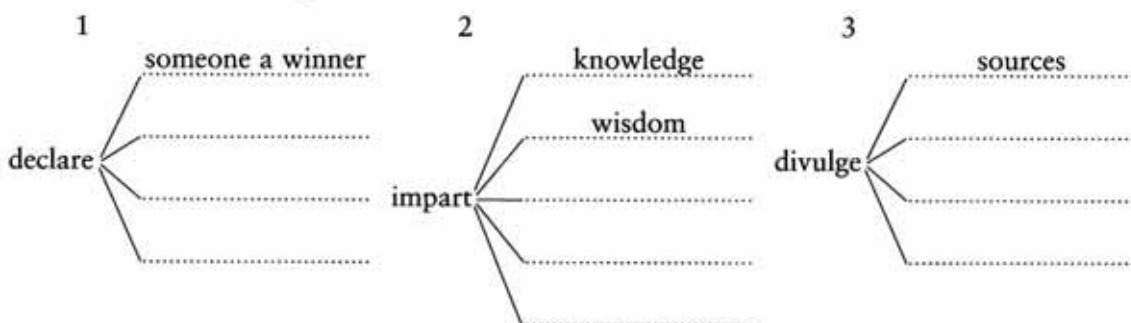 1
someone a winner
declare
2
knowledge
wisdom
impart
3
sources
divulge